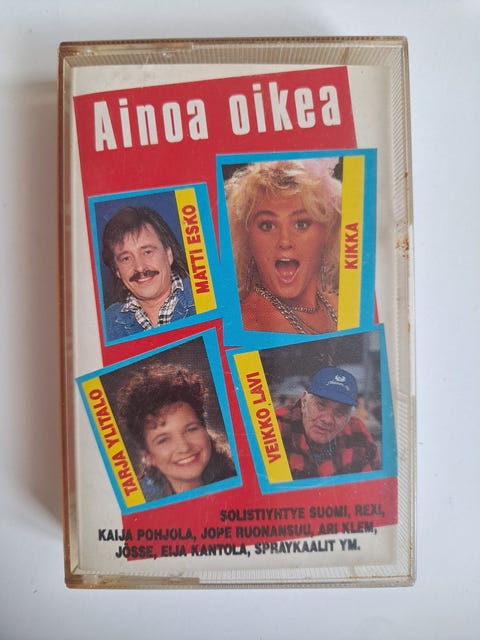 Ainoa oikea
MATTI ESKO
KIKKA
TARJA YLITALO
VEIKKO LAVI
SOLISTIYHTYE SUOMI, REXI,
KAIJA POHJOLA, JOPE RUONANSUU, ARI KLEM,
JOSSE, EIJA KANTOLA, SPRAYKAALIT YM.